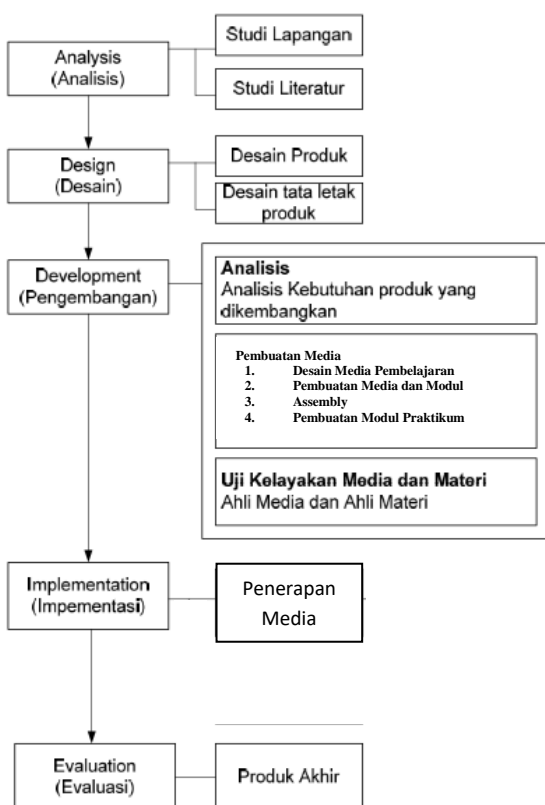 Analysis
(Analisis)
Studi Lapangan
Studi Literatur
Design
(Desain)
Desain Produk
Desain tata letak
produk
Development
(Pengembangan)
Analisis
Analisis Kebutuhan produk yang
dikembangkan
Pembuatan Media
1. Desain Media Pembelajaran
2. Pembuatan Media dan Modul
3. Assembly
4. Pembuatan Modul Praktikum
Uji Kelayakan Media dan Materi
Ahli Media dan Ahli Materi
Implementation
(Impementasi)
Penerapan
Media
Evaluation
(Evaluasi)
Produk Akhir